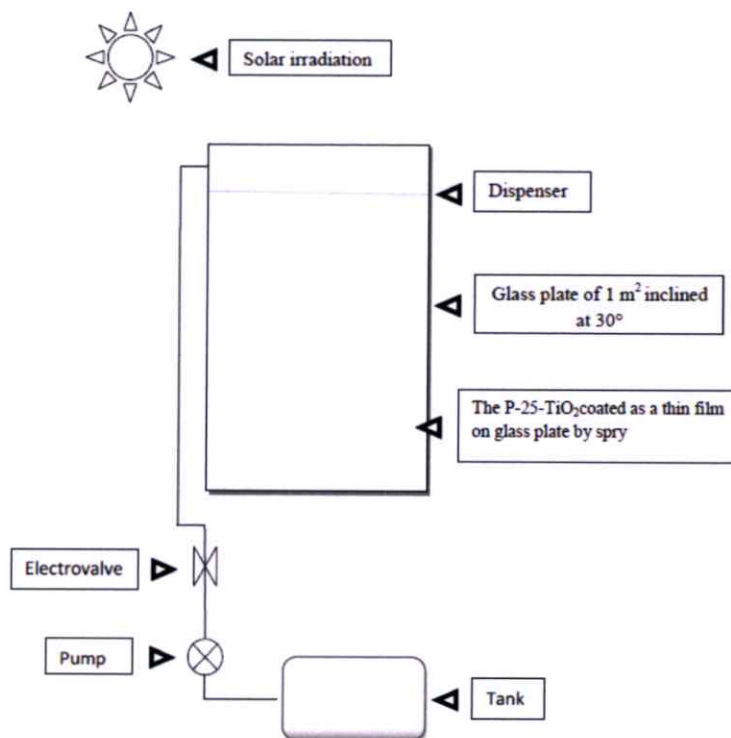 Solar irradiation
Dispenser
Glass plate of 1 m² inclined
at 30°
The P-25-TiO₂coated as a thin film
on glass plate by spry
Electrovalve
Pump
Tank